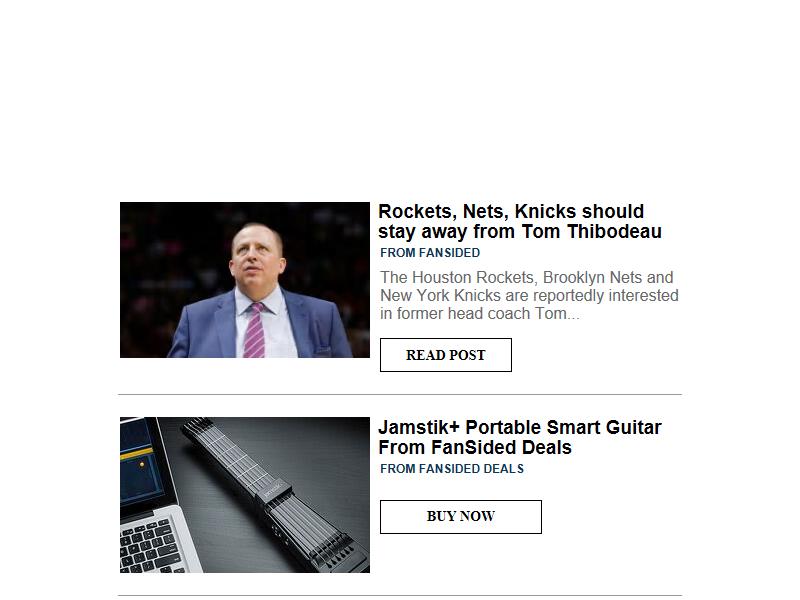 Rockets, Nets, Knicks should
stay away from Tom Thibodeau
FROM FANSIDED
The Houston Rockets, Brooklyn Nets and
New York Knicks are reportedly interested
in former head coach Tom...
READ POST
Jamstik+ Portable Smart Guitar
From FanSided Deals
FROM FANSIDED DEALS
BUY NOW